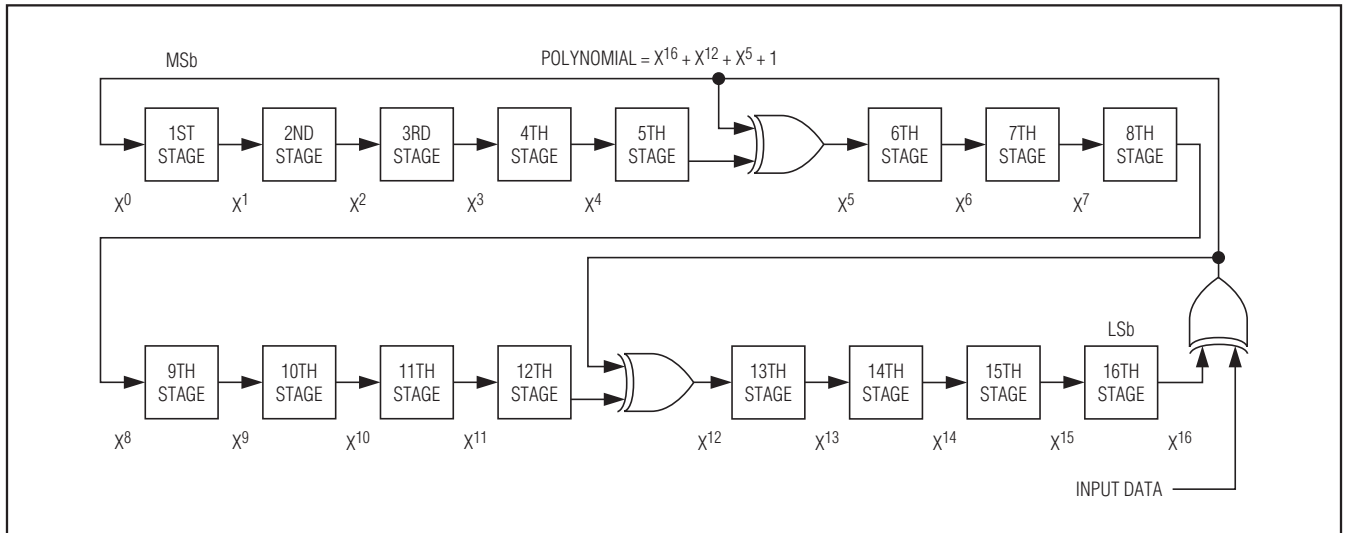 MSb
POLYNOMIAL = X¹⁶ + X¹² + X⁵ + 1
1ST
STAGE
2ND
STAGE
3RD
STAGE
4TH
STAGE
5TH
STAGE
6TH
STAGE
7TH
STAGE
8TH
STAGE
X⁰
X¹
X²
X³
X⁴
X⁵
X⁶
X⁷
LSb
9TH
STAGE
10TH
STAGE
11TH
STAGE
12TH
STAGE
13TH
STAGE
14TH
STAGE
15TH
STAGE
16TH
STAGE
X⁸
X⁹
X¹⁰
X¹¹
X¹²
X¹³
X¹⁴
X¹⁵
X¹⁶
INPUT DATA